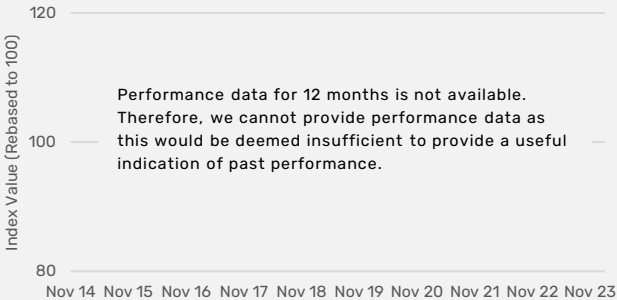 120
Performance data for 12 months is not available.
Therefore, we cannot provide performance data as
this would be deemed insufficient to provide a useful
indication of past performance.
100
80
Index Value (Rebased to 100)
Nov 14 Nov 15 Nov 16 Nov 17 Nov 18 Nov 19 Nov 20 Nov 21 Nov 22 Nov 23